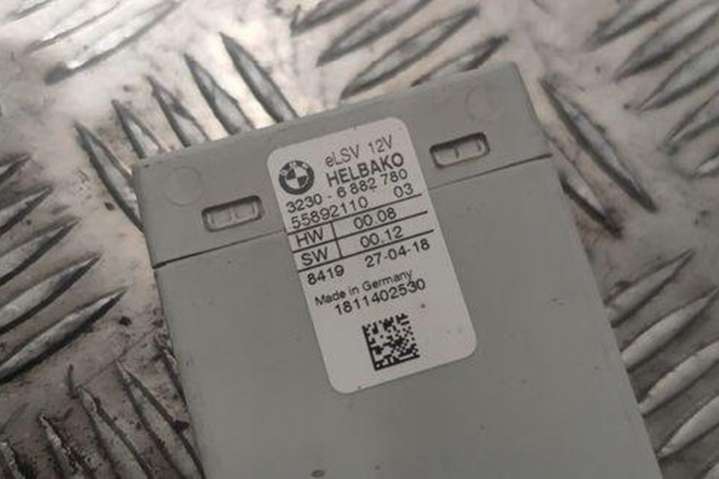 BMW
eLSV 12V
HELBAKO
3230 - 6 882 780
55892110 03
HW 00.08
SW 00.12
8419 27-04-18
Made in Germany
1811402530